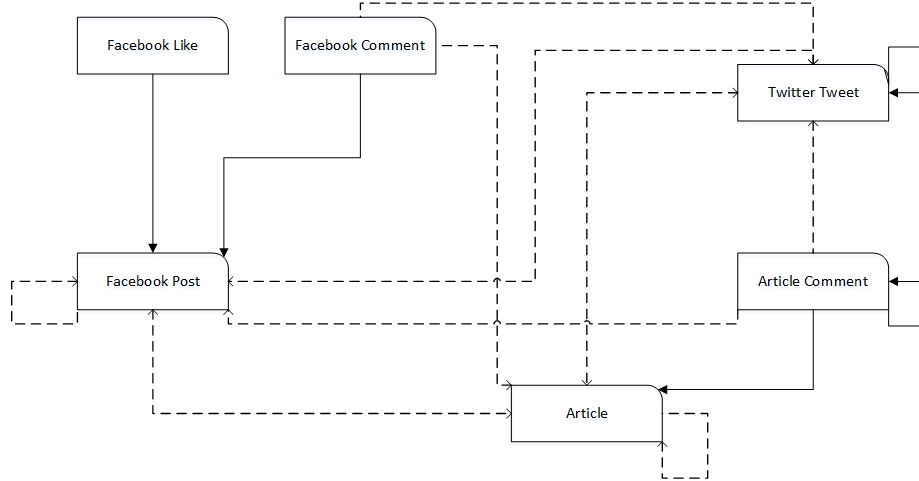 Facebook Like
Facebook Comment
Twitter Tweet
Facebook Post
Article Comment
Article